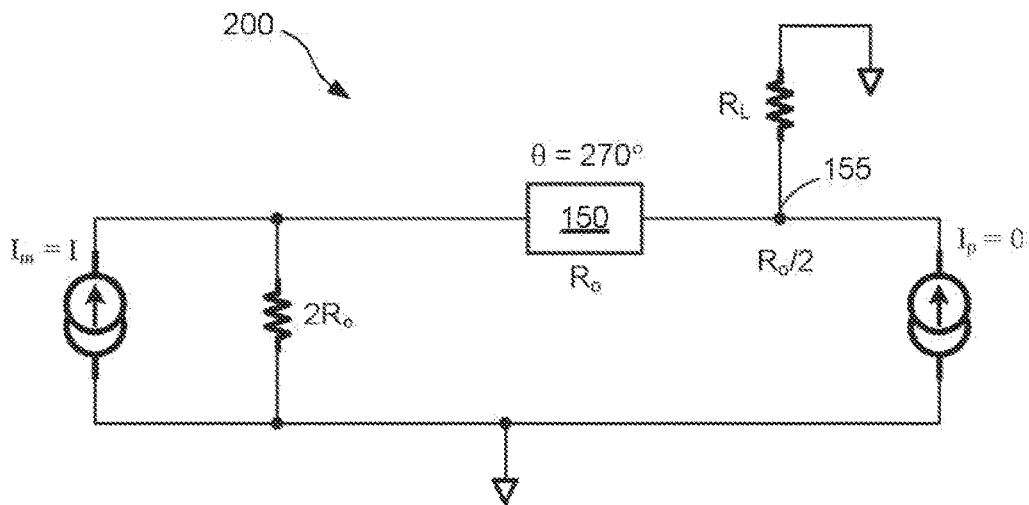 200
R_L
θ = 270°
155
150
I_m = I
I_p = 0
R_o
R_o/2
2R_o